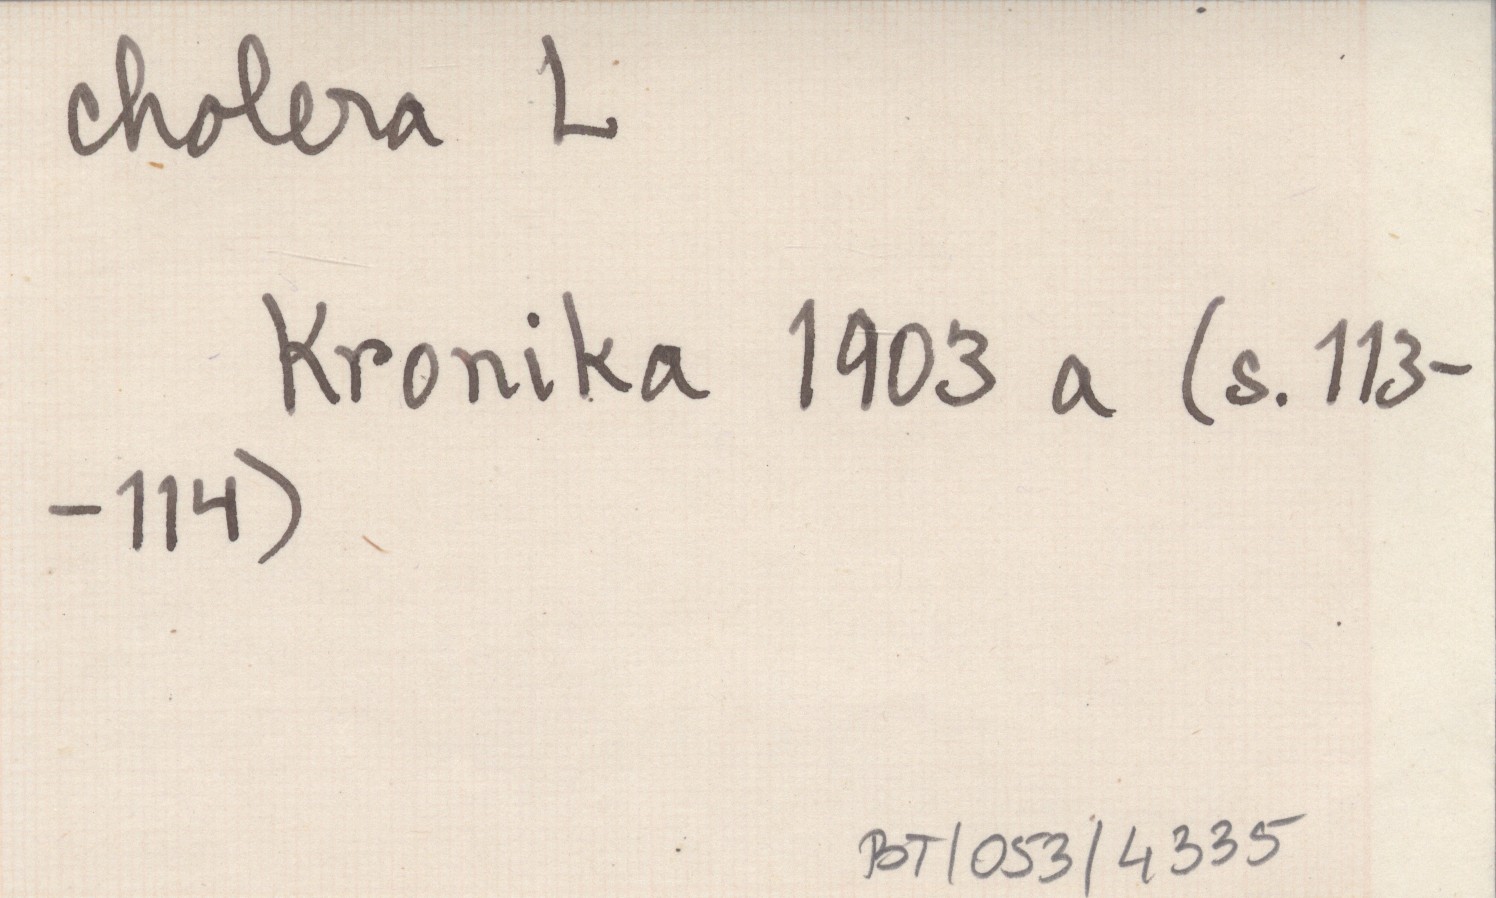 cholera L
Kronika 1903 a (s. 113-
-114)
BT/053/4335